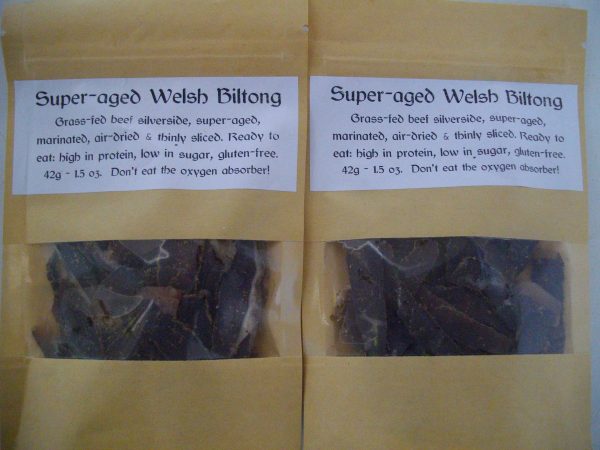 Super-aged Welsh Biltong
Grass-fed beef silverside, super-aged,
marinated, air-dried & thinly sliced. Ready to
eat: high in protein, low in sugar, gluten-free.
42g - 1.5 oz. Don't eat the oxygen absorber!
Super-aged Welsh Biltong
Grass-fed beef silverside, super-aged,
marinated, air-dried & thinly sliced. Ready to
eat: high in protein, low in sugar, gluten-free.
42g - 1.5 oz. Don't eat the oxygen absorber!